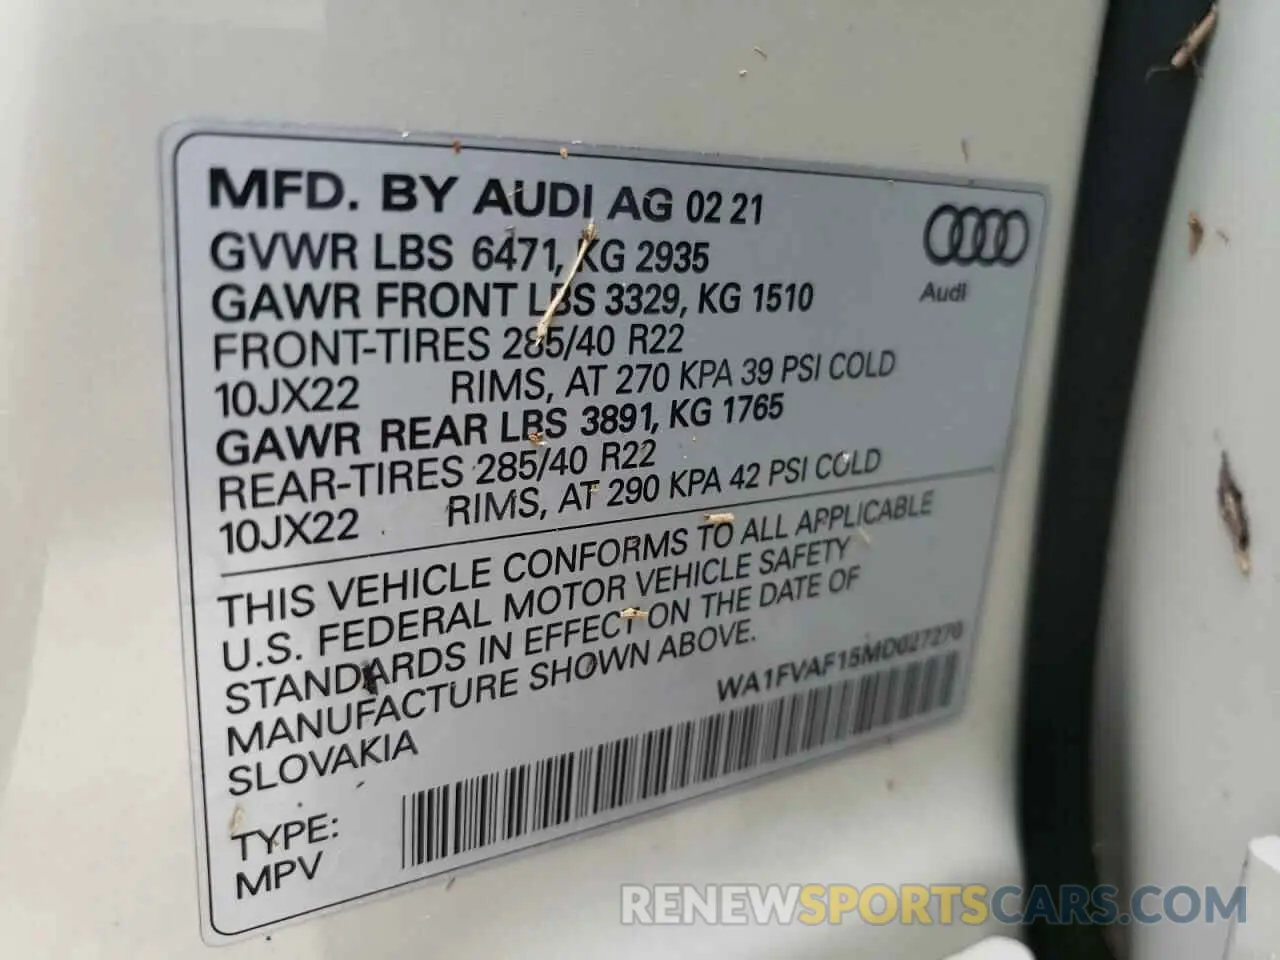 MFD. BY AUDI AG 02 21
GVWR LBS 6471, KG 2935
GAWR FRONT LBS 3329, KG 1510
FRONT-TIRES 285/40 R22
10JX22 RIMS, AT 270 KPA 39 PSI COLD
GAWR REAR LBS 3891, KG 1765
REAR-TIRES 285/40 R22
10JX22 RIMS, AT 290 KPA 42 PSI COLD
Audi
THIS VEHICLE CONFORMS TO ALL APPLICABLE
U.S. FEDERAL MOTOR VEHICLE SAFETY
STANDARDS IN EFFECT ON THE DATE OF
MANUFACTURE SHOWN ABOVE.
SLOVAKIA
WA1FVAF15MD027270
TYPE:
MPV
RENEWSPORTSCARS.COM